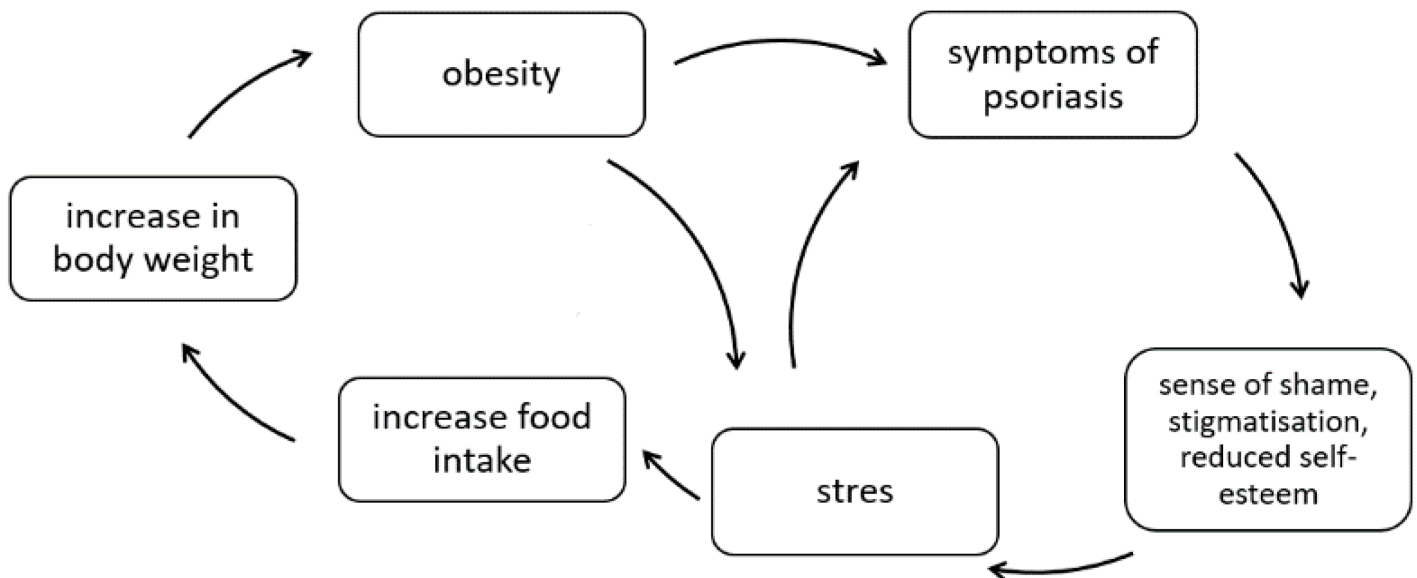 obesity
symptoms of
psoriasis
increase in
body weight
increase food
intake
stres
sense of shame,
stigmatisation,
reduced self-
esteem